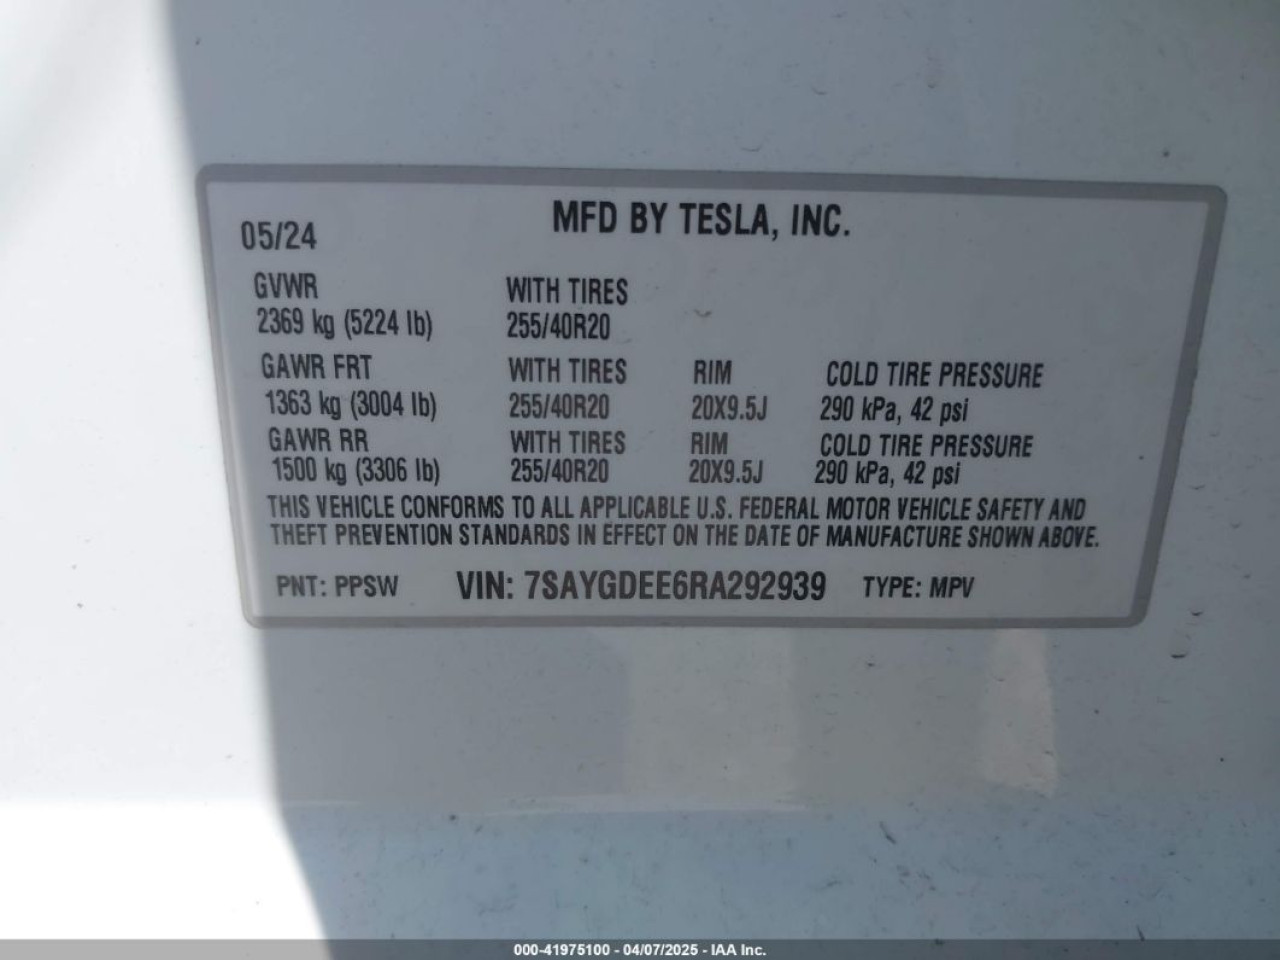 MFD BY TESLA, INC.
05/24
GVWR WITH TIRES
2369 kg (5224 lb) 255/40R20
GAWR FRT WITH TIRES RIM COLD TIRE PRESSURE
1363 kg (3004 lb) 255/40R20 20X9.5J 290 kPa, 42 psi
GAWR RR WITH TIRES RIM COLD TIRE PRESSURE
1500 kg (3306 lb) 255/40R20 20X9.5J 290 kPa, 42 psi
THIS VEHICLE CONFORMS TO ALL APPLICABLE U.S. FEDERAL MOTOR VEHICLE SAFETY AND
THEFT PREVENTION STANDARDS IN EFFECT ON THE DATE OF MANUFACTURE SHOWN ABOVE.
PNT: PPSW VIN: 7SAYGDEE6RA292939 TYPE: MPV
000-41975100 - 04/07/2025 - IAA Inc.